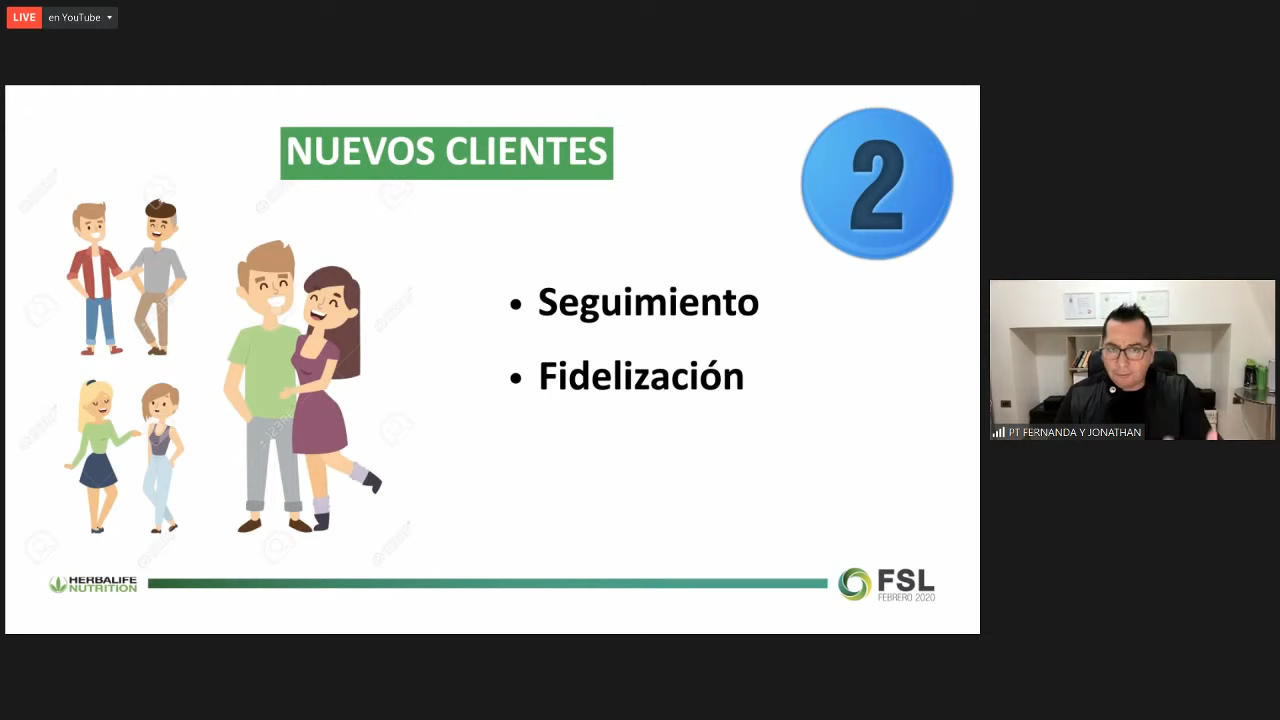 LIVE en YouTube
NUEVOS CLIENTES
2
• Seguimiento
• Fidelización
PT FERNANDA Y JONATHAN
HERBALIFE
NUTRITION
FSL
FEBRERO 2020